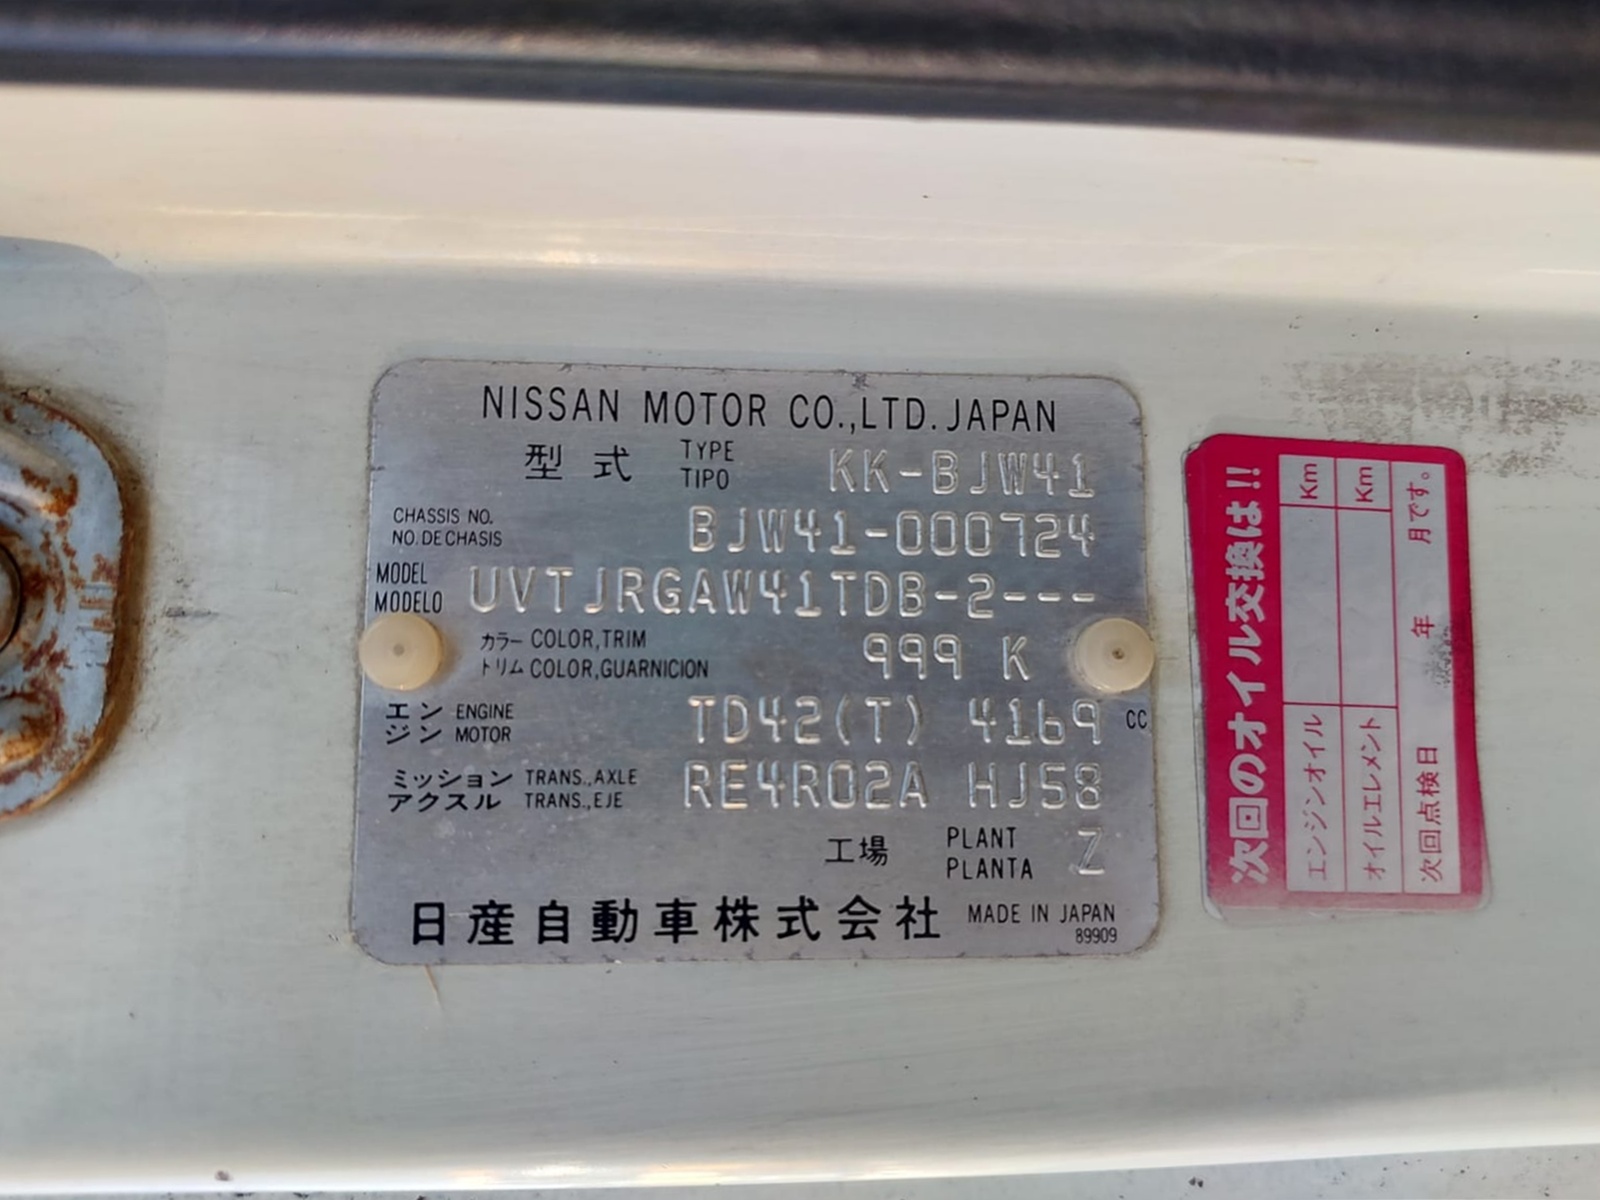 NISSAN MOTOR CO.,LTD. JAPAN
型式 TYPE TIPO KK-BJW41
CHASSIS NO. NO. DE CHASIS BJW41-000724
MODEL MODELO UVTJRGAW41TDB-2---
カラー COLOR,TRIM トリム COLOR,GUARNICION 999 K
エンジン ENGINE MOTOR TD42(T) 4169 CC
ミッション TRANS.,AXLE アクスル TRANS.,EJE RE4R02A HJ58
工場 PLANT PLANTA Z
日産自動車株式会社 MADE IN JAPAN
89909
次回のオイル交換は!!
エンジンオイル Km
オイルエレメント Km
次回点検日 年 月です。